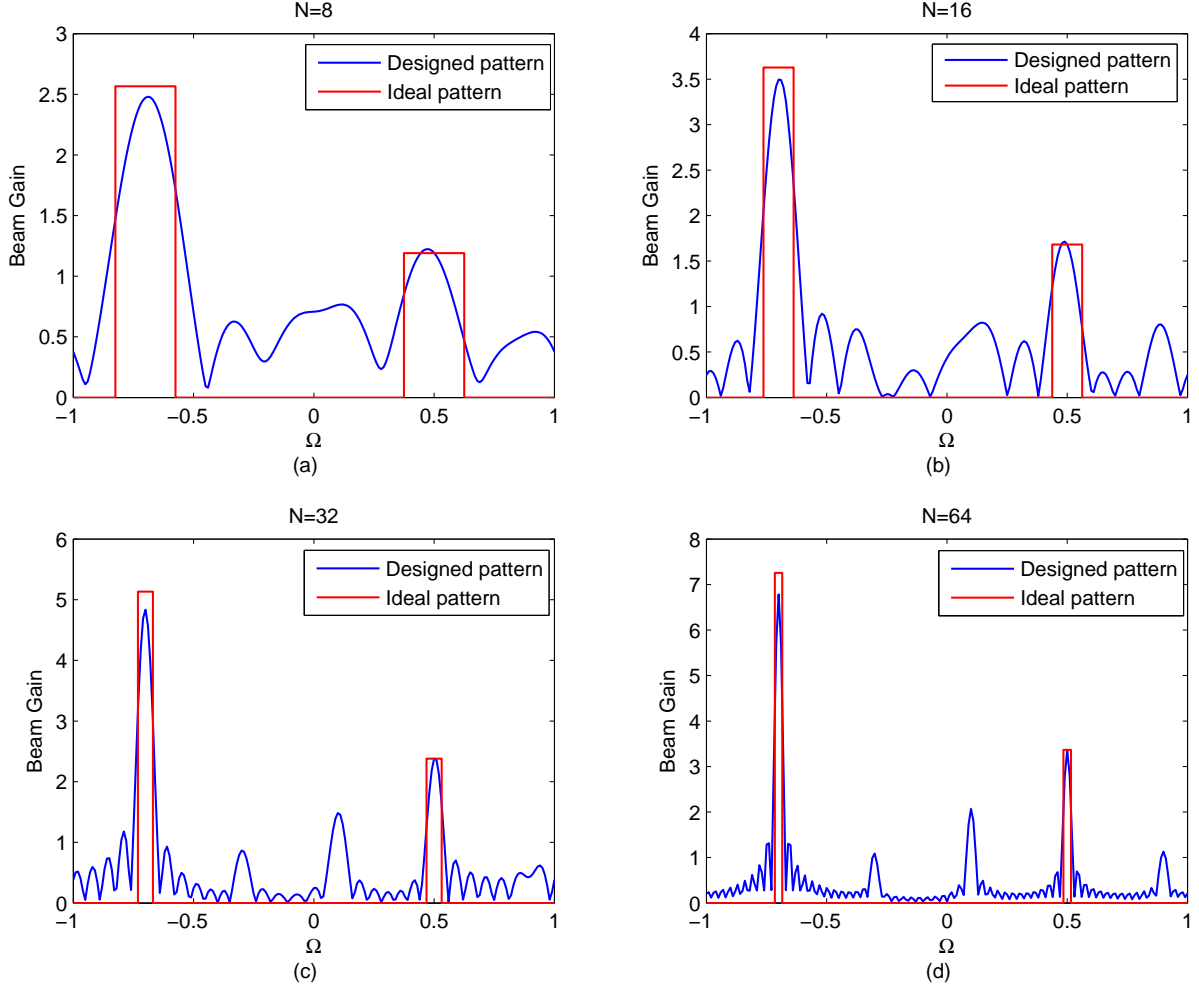 N=8
3
2.5
2
1.5
1
0.5
0
Beam Gain
Designed pattern
Ideal pattern
−1
−0.5
0
0.5
1
Ω
(a)
N=16
4
3.5
3
2.5
2
1.5
1
0.5
0
Beam Gain
Designed pattern
Ideal pattern
−1
−0.5
0
0.5
1
Ω
(b)
N=32
6
5
4
3
2
1
0
Beam Gain
Designed pattern
Ideal pattern
−1
−0.5
0
0.5
1
Ω
(c)
N=64
8
7
6
5
4
3
2
1
0
Beam Gain
Designed pattern
Ideal pattern
−1
−0.5
0
0.5
1
Ω
(d)